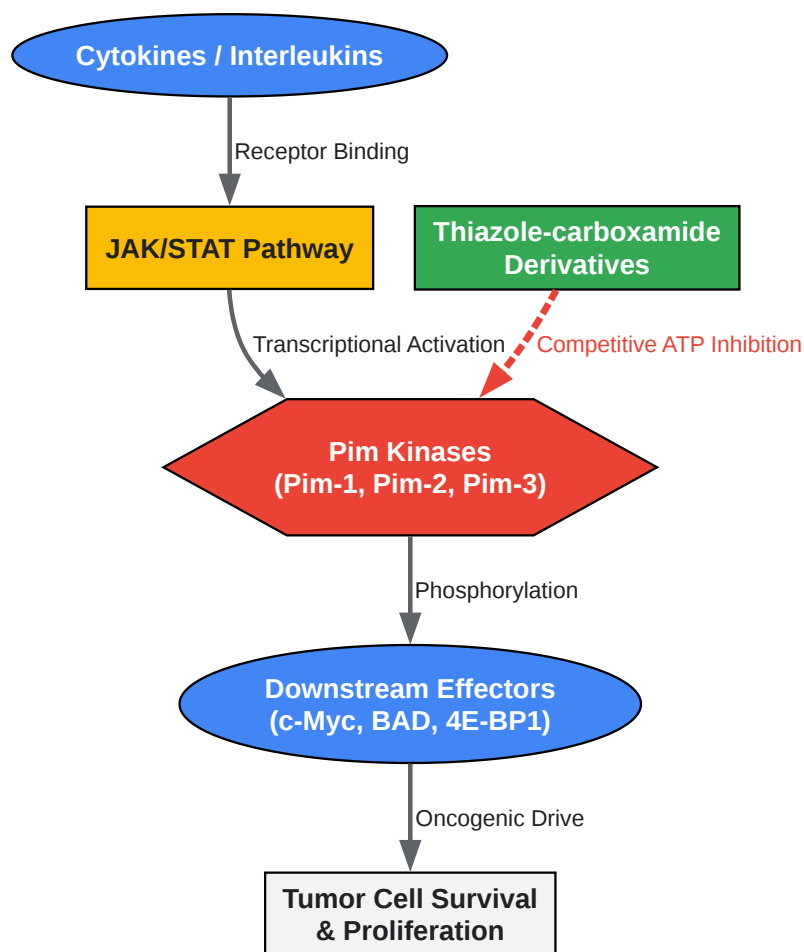 Cytokines / Interleukins
Receptor Binding
JAK/STAT Pathway
Thiazole-carboxamide
Derivatives
Transcriptional Activation
Competitive ATP Inhibition
Pim Kinases
(Pim-1, Pim-2, Pim-3)
Phosphorylation
Downstream Effectors
(c-Myc, BAD, 4E-BP1)
Oncogenic Drive
Tumor Cell Survival
& Proliferation